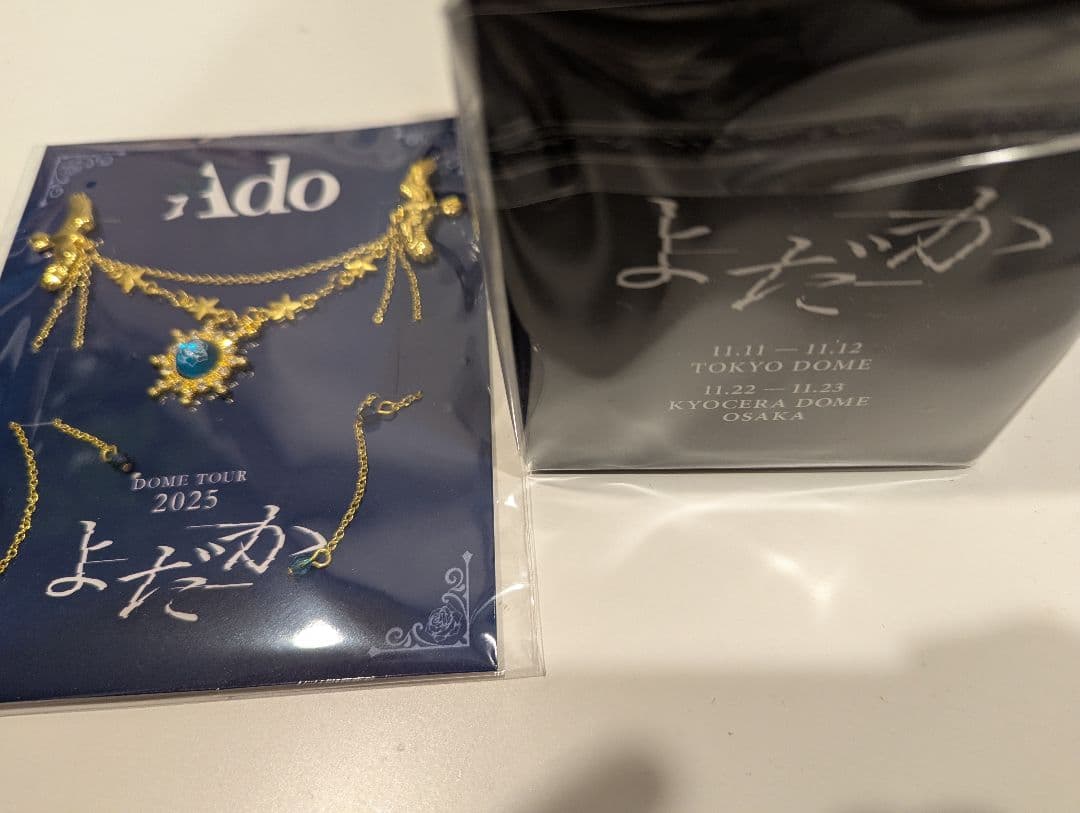 Ado
DOME TOUR
2025
よだか
よだか
11.11 — 11.12
TOKYO DOME
11.22 — 11.23
KYOCERA DOME
OSAKA